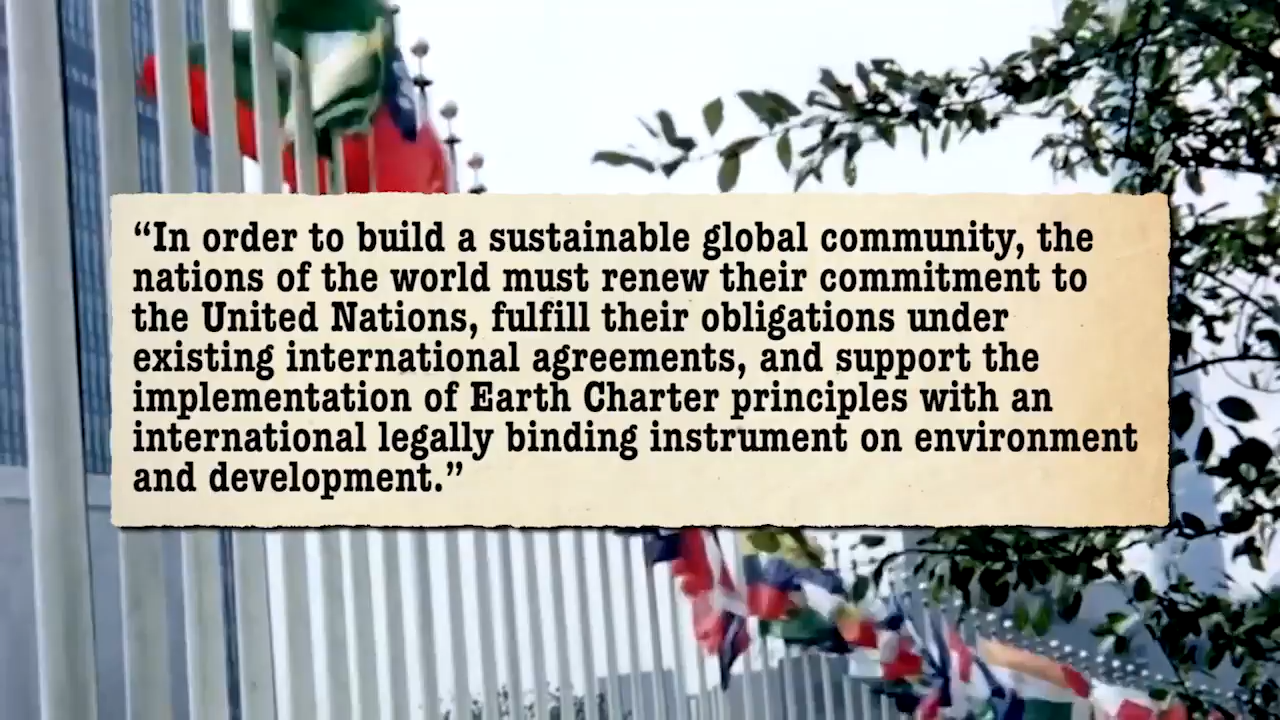 “In order to build a sustainable global community, the
nations of the world must renew their commitment to
the United Nations, fulfill their obligations under
existing international agreements, and support the
implementation of Earth Charter principles with an
international legally binding instrument on environment
and development.”